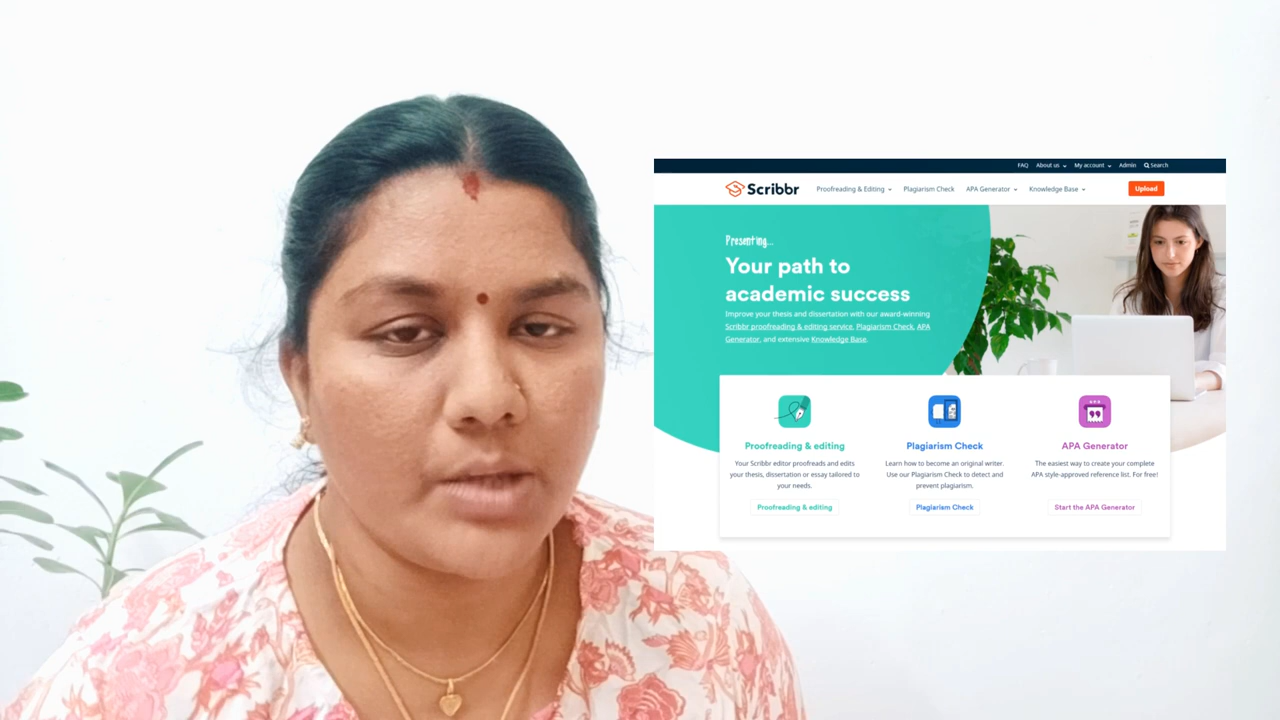 FAQ About us My account Admin Search
Scribbr Proofreading & Editing Plagiarism Check APA Generator Knowledge Base Upload
Presenting...
Your path to
academic success
Improve your thesis and dissertation with our award-winning
Scribbr proofreading & editing service, Plagiarism Check, APA
Generator, and extensive Knowledge Base.
Proofreading & editing
Your Scribbr editor proofreads and edits
your thesis, dissertation or essay tailored to
your needs.
Proofreading & editing
Plagiarism Check
Learn how to become an original writer.
Use our Plagiarism Check to detect and
prevent plagiarism.
Plagiarism Check
APA Generator
The easiest way to create your complete
APA style-approved reference list. For free!
Start the APA Generator